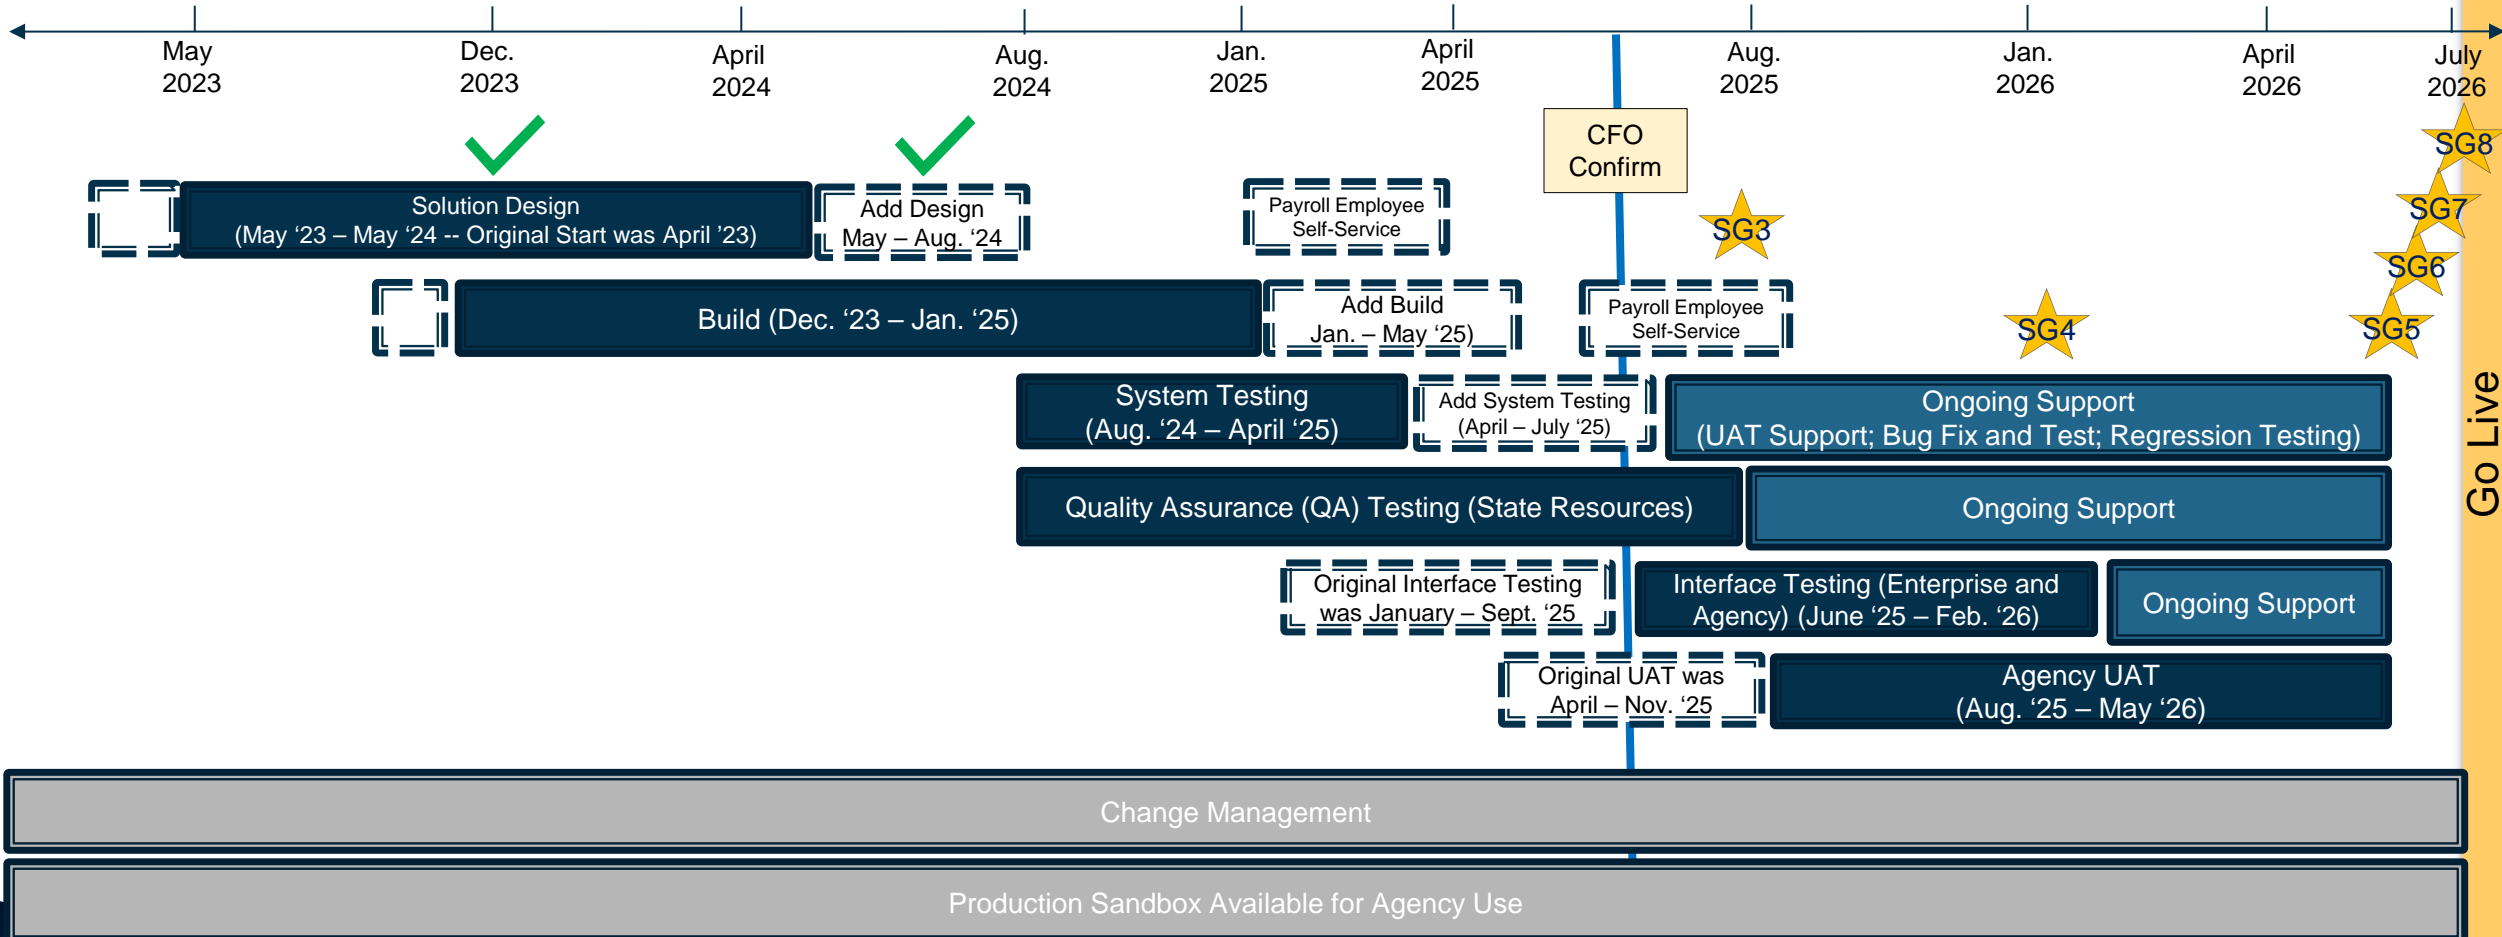 May
2023
Dec.
2023
April
2024
Aug.
2024
Jan.
2025
April
2025
Aug.
2025
Jan.
2026
April
2026
July
2026
CFO
Confirm
SG8
SG7
SG3
SG6
SG4
SG5
Solution Design
(May ‘23 – May ‘24 -- Original Start was April ’23)
Add Design
May – Aug. ‘24
Payroll Employee
Self-Service
Build (Dec. ‘23 – Jan. ‘25)
Add Build
Jan. – May ‘25)
Payroll Employee
Self-Service
System Testing
(Aug. ‘24 – April ‘25)
Add System Testing
(April – July ‘25)
Ongoing Support
(UAT Support; Bug Fix and Test; Regression Testing)
Quality Assurance (QA) Testing (State Resources)
Ongoing Support
Original Interface Testing
was January – Sept. ‘25
Interface Testing (Enterprise and
Agency) (June ‘25 – Feb. ‘26)
Ongoing Support
Original UAT was
April – Nov. ‘25
Agency UAT
(Aug. ‘25 – May ‘26)
Go Live
Change Management
Production Sandbox Available for Agency Use